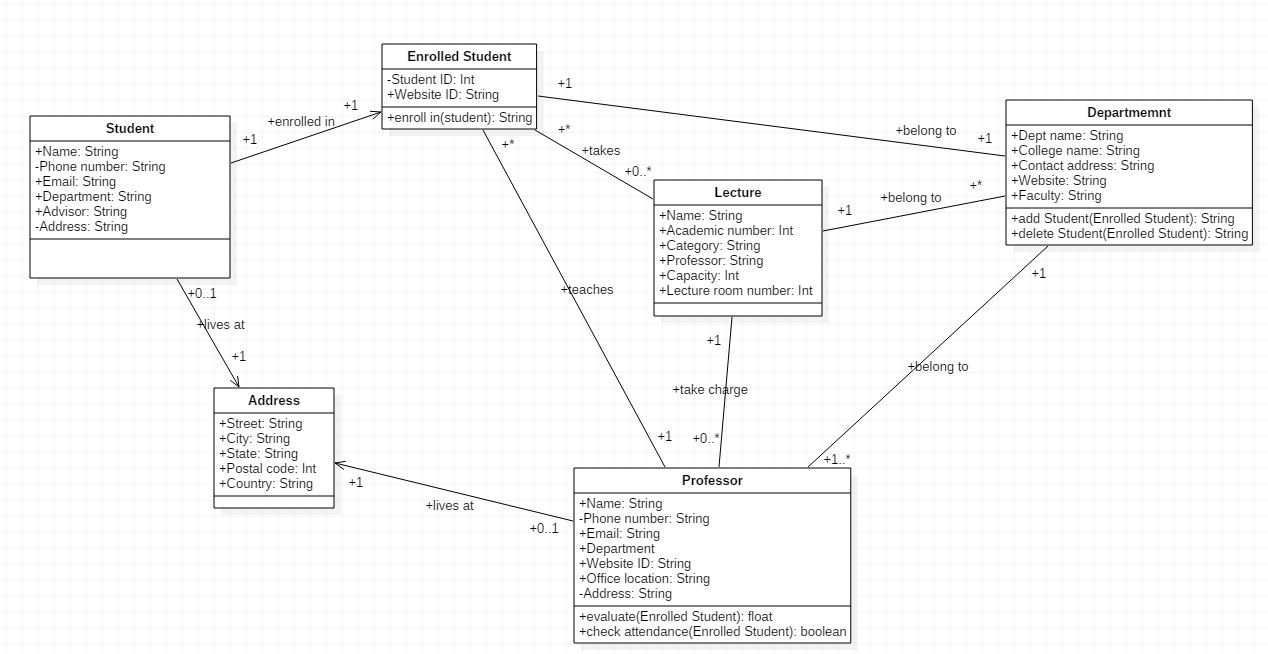 Enrolled Student
-Student ID: Int
+Website ID: String
+enroll in(student): String
Student
+Name: String
-Phone number: String
+Email: String
+Department: String
+Advisor: String
-Address: String
+1
+enrolled in
+1
+1
+belong to
+1
Departmemnt
+Dept name: String
+College name: String
+Contact address: String
+Website: String
+Faculty: String
+add Student(Enrolled Student): String
+delete Student(Enrolled Student): String
+*
+takes
+0..*
+*
+teaches
+1
Lecture
+Name: String
+Academic number: Int
+Category: String
+Professor: String
+Capacity: Int
+Lecture room number: Int
+1
+belong to
+*
+0..1
+lives at
+1
+1
+take charge
+0..*
+1
+belong to
+1..*
Address
+Street: String
+City: String
+State: String
+Postal code: Int
+Country: String
+1
+lives at
+0..1
Professor
+Name: String
-Phone number: String
+Email: String
+Department
+Website ID: String
+Office location: String
-Address: String
+evaluate(Enrolled Student): float
+check attendance(Enrolled Student): boolean